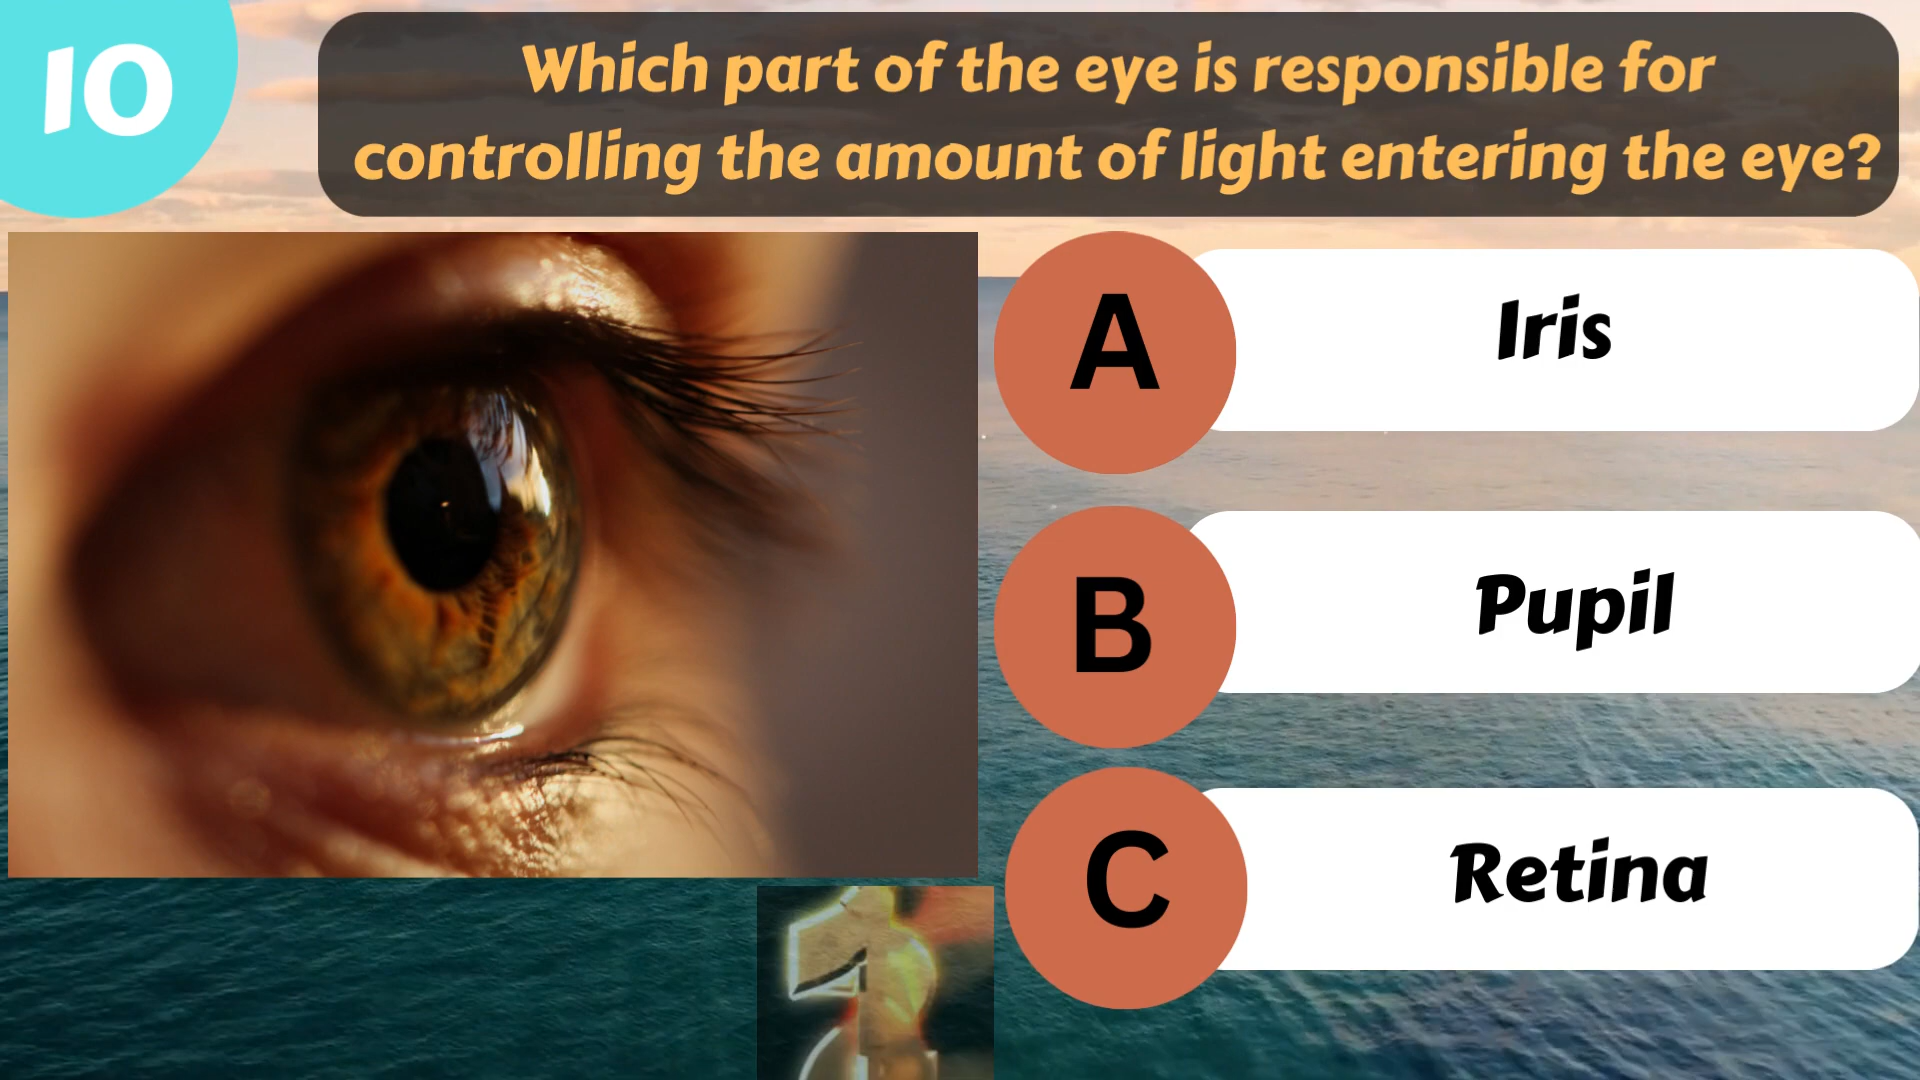 10
Which part of the eye is responsible for
controlling the amount of light entering the eye?
A
Iris
B
Pupil
C
Retina
1